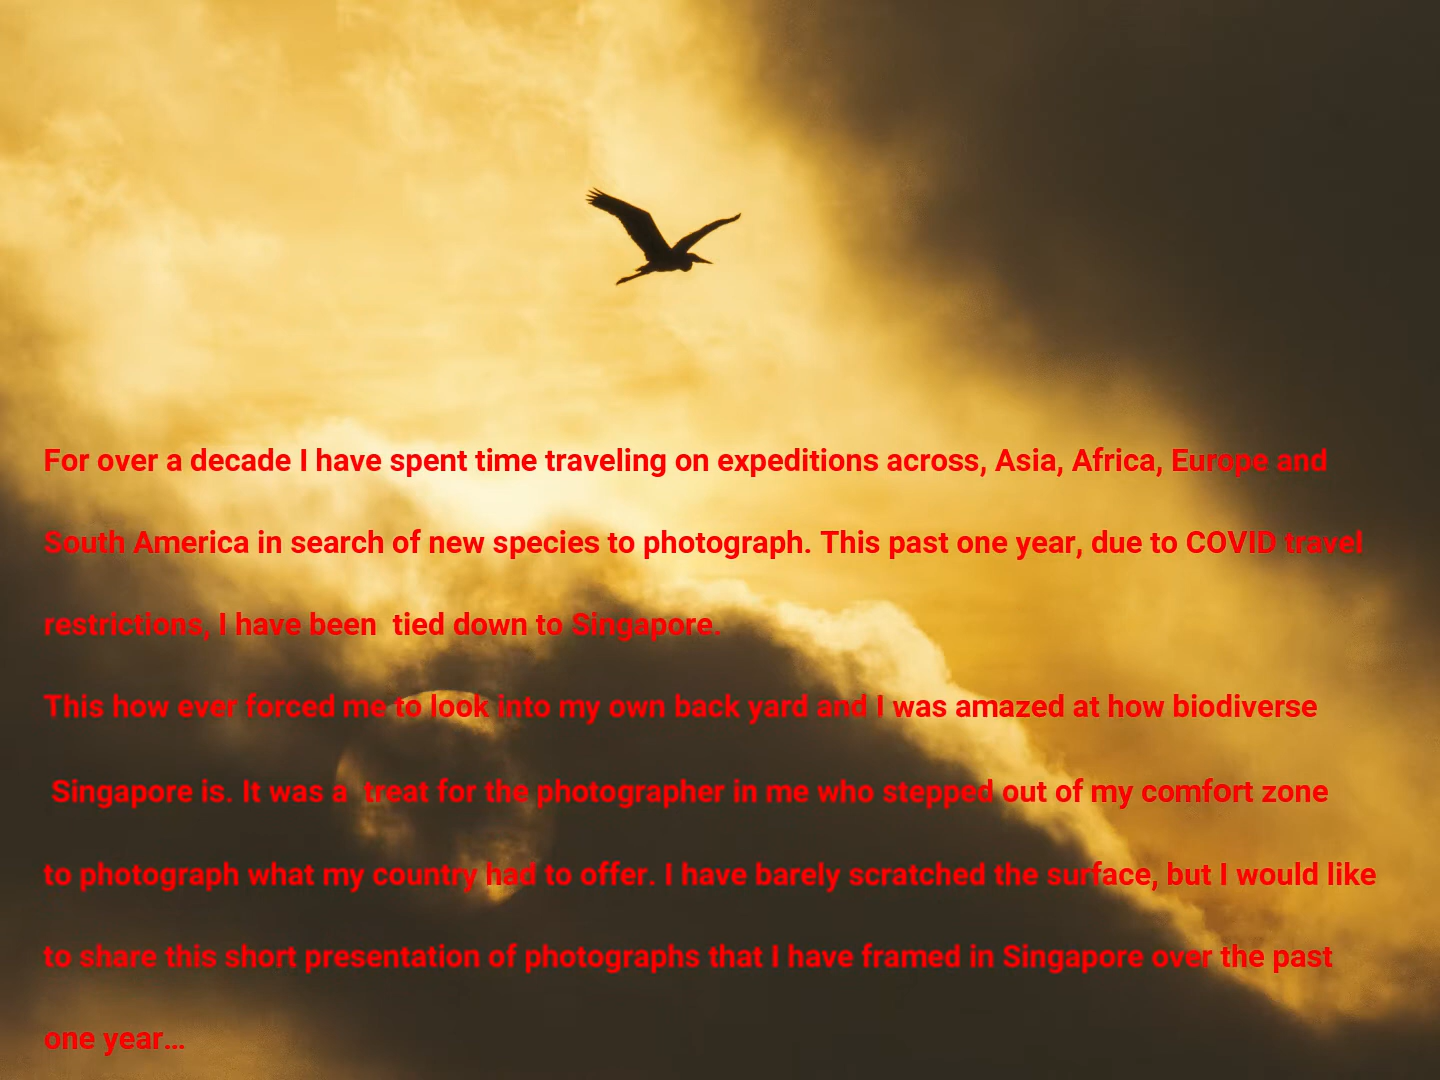 For over a decade I have spent time traveling on expeditions across, Asia, Africa, Europe and
South America in search of new species to photograph. This past one year, due to COVID travel
restrictions, I have been  tied down to Singapore.
This how ever forced me to look into my own back yard and I was amazed at how biodiverse
Singapore is. It was a  treat for the photographer in me who stepped out of my comfort zone
to photograph what my country had to offer. I have barely scratched the surface, but I would like
to share this short presentation of photographs that I have framed in Singapore over the past
one year…